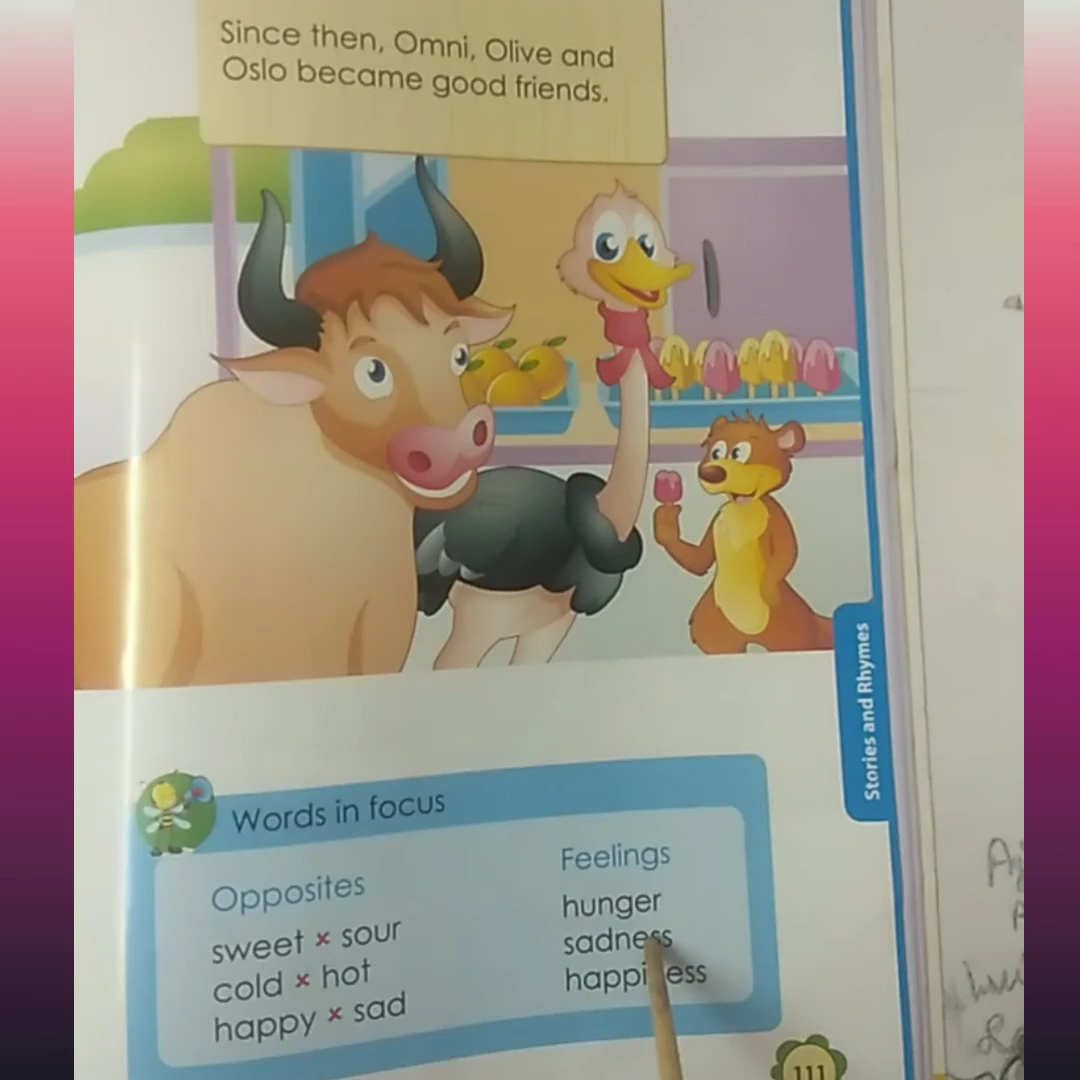 Since then, Omni, Olive and
Oslo became good friends.
Stories and Rhymes
Words in focus
Opposites
sweet × sour
cold × hot
happy × sad
Feelings
hunger
sadness
happiness
111